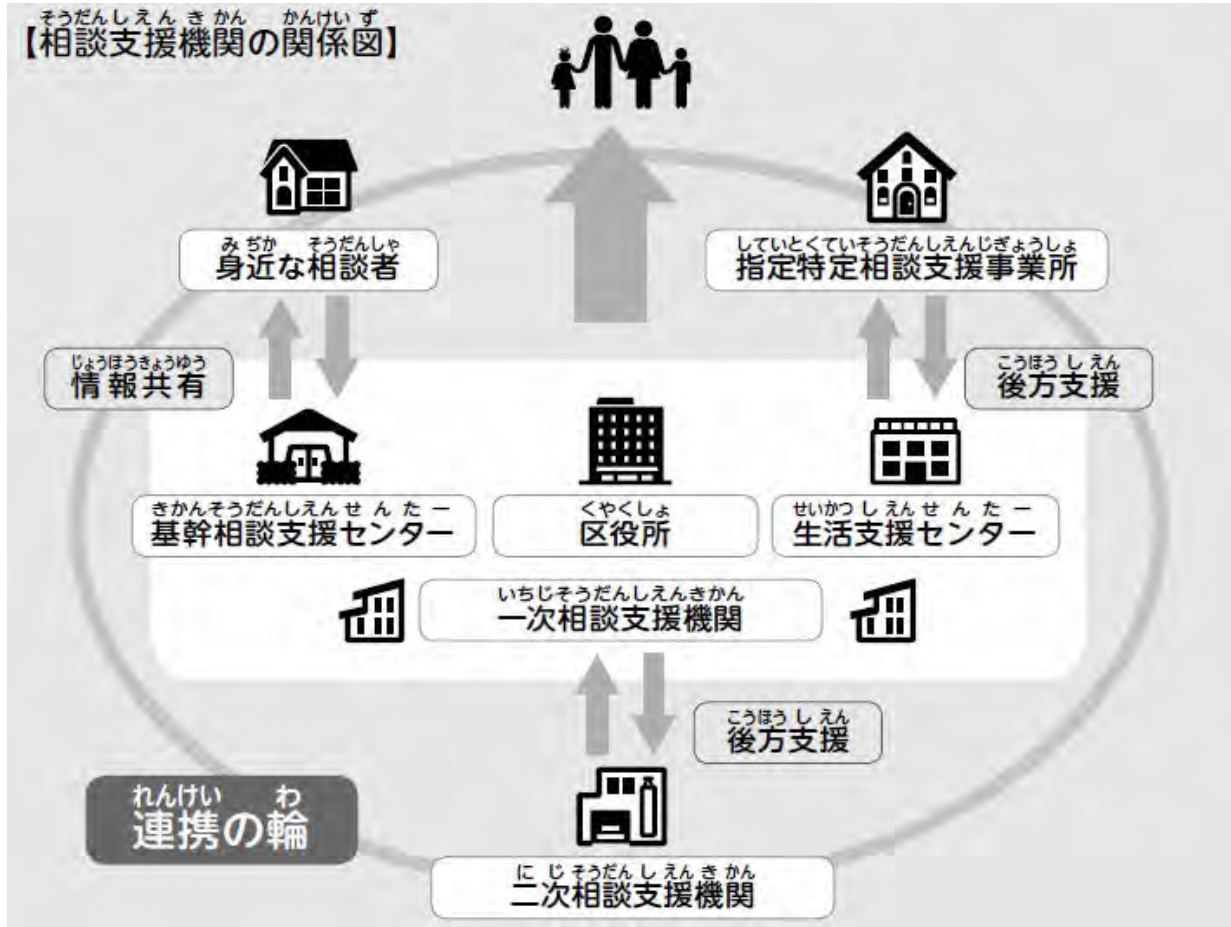 そうだんしえんきかん かんけいず
【相談支援機関の関係図】
みぢか そうだんしゃ
身近な相談者
していとくていそうだんしえんじぎょうしょ
指定特定相談支援事業所
じょうほうきょうゆう
情報共有
こうほうしえん
後方支援
きかんそうだんしえんせんたー
基幹相談支援センター
くやくしょ
区役所
せいかつしえんせんたー
生活支援センター
いちじそうだんしえんきかん
一次相談支援機関
こうほうしえん
後方支援
れんけい わ
連携の輪
にじそうだんしえんきかん
二次相談支援機関